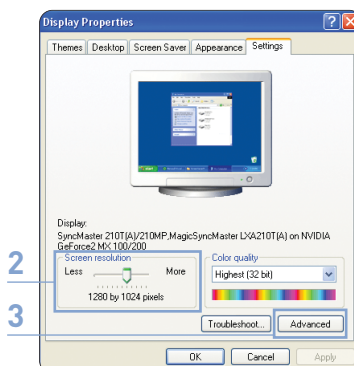 Display Properties
Themes Desktop Screen Saver Appearance Settings
Display:
SyncMaster 210T(A)/210MP,MagicSyncMaster LXA210T(A) on NVIDIA
GeForce2 MX 100/200
Screen resolution
Color quality
2
Less More
Highest (32 bit)
1280 by 1024 pixels
3
Troubleshoot... Advanced
OK Cancel Apply